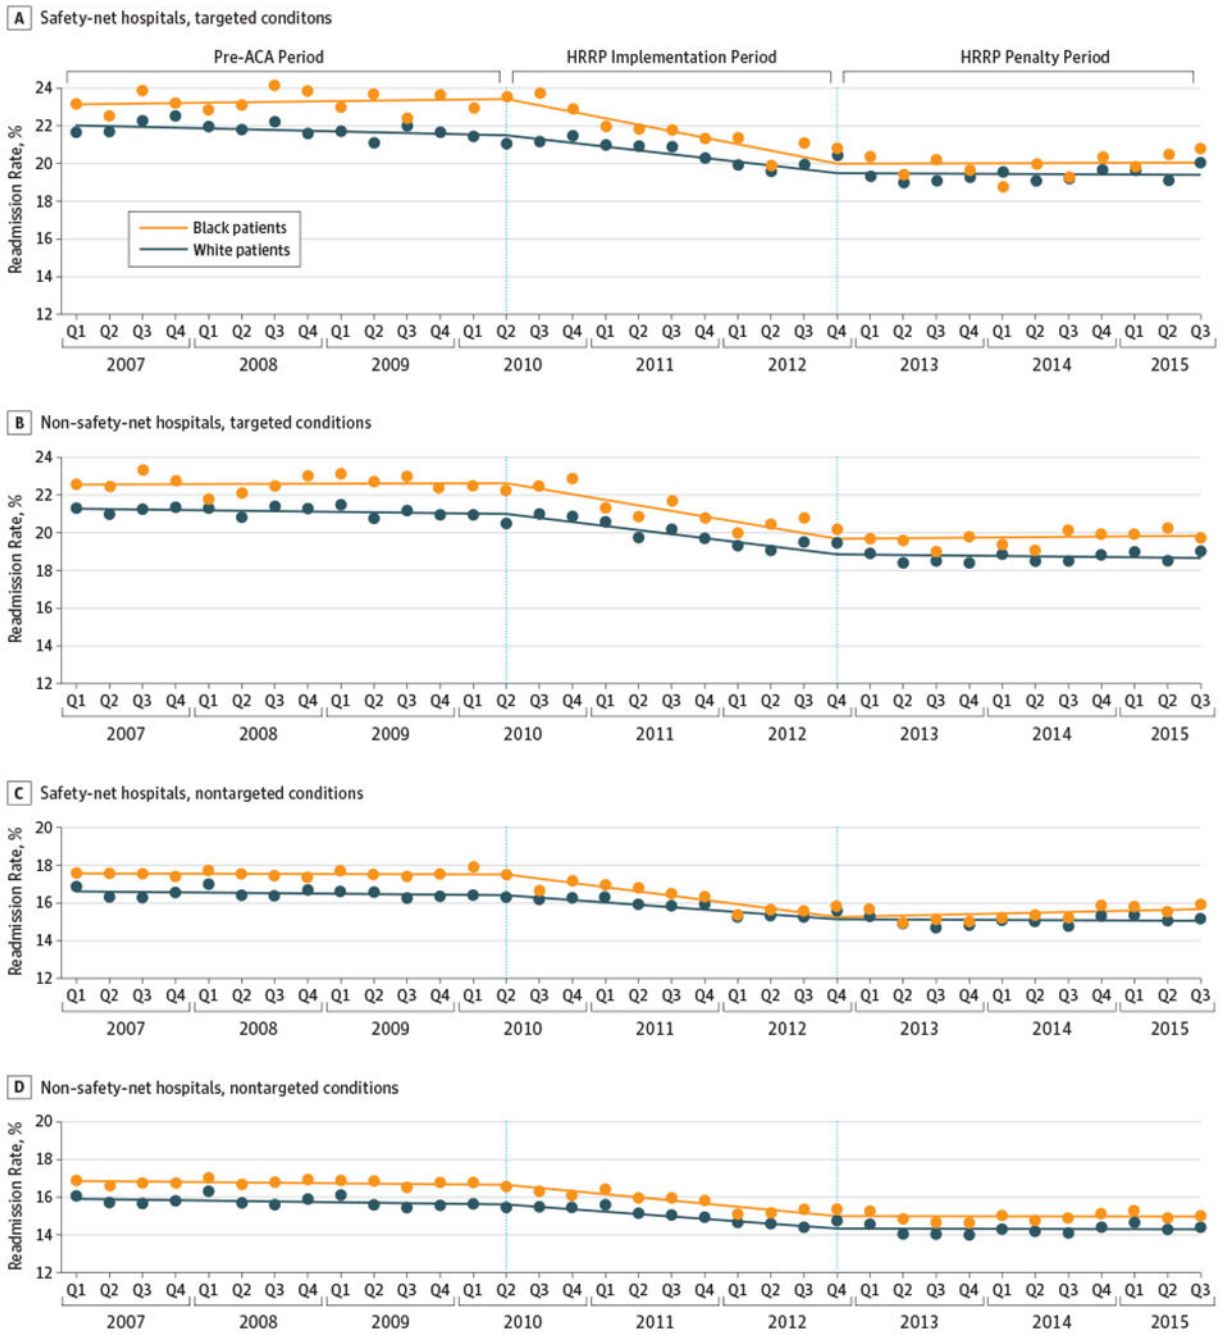 A Safety-net hospitals, targeted conditons
Pre-ACA Period HRRP Implementation Period HRRP Penalty Period
Readmission Rate, %
24
22
20
18
16
14
12
Black patients
White patients
Q1 Q2 Q3 Q4 Q1 Q2 Q3 Q4 Q1 Q2 Q3 Q4 Q1 Q2 Q3 Q4 Q1 Q2 Q3 Q4 Q1 Q2 Q3 Q4 Q1 Q2 Q3 Q4 Q1 Q2 Q3 Q4 Q1 Q2 Q3
2007 2008 2009 2010 2011 2012 2013 2014 2015
B Non-safety-net hospitals, targeted conditions
Readmission Rate, %
24
22
20
18
16
14
12
Q1 Q2 Q3 Q4 Q1 Q2 Q3 Q4 Q1 Q2 Q3 Q4 Q1 Q2 Q3 Q4 Q1 Q2 Q3 Q4 Q1 Q2 Q3 Q4 Q1 Q2 Q3 Q4 Q1 Q2 Q3 Q4 Q1 Q2 Q3
2007 2008 2009 2010 2011 2012 2013 2014 2015
C Safety-net hospitals, nontargeted conditions
Readmission Rate, %
20
18
16
14
12
Q1 Q2 Q3 Q4 Q1 Q2 Q3 Q4 Q1 Q2 Q3 Q4 Q1 Q2 Q3 Q4 Q1 Q2 Q3 Q4 Q1 Q2 Q3 Q4 Q1 Q2 Q3 Q4 Q1 Q2 Q3 Q4 Q1 Q2 Q3
2007 2008 2009 2010 2011 2012 2013 2014 2015
D Non-safety-net hospitals, nontargeted conditions
Readmission Rate, %
20
18
16
14
12
Q1 Q2 Q3 Q4 Q1 Q2 Q3 Q4 Q1 Q2 Q3 Q4 Q1 Q2 Q3 Q4 Q1 Q2 Q3 Q4 Q1 Q2 Q3 Q4 Q1 Q2 Q3 Q4 Q1 Q2 Q3 Q4 Q1 Q2 Q3
2007 2008 2009 2010 2011 2012 2013 2014 2015